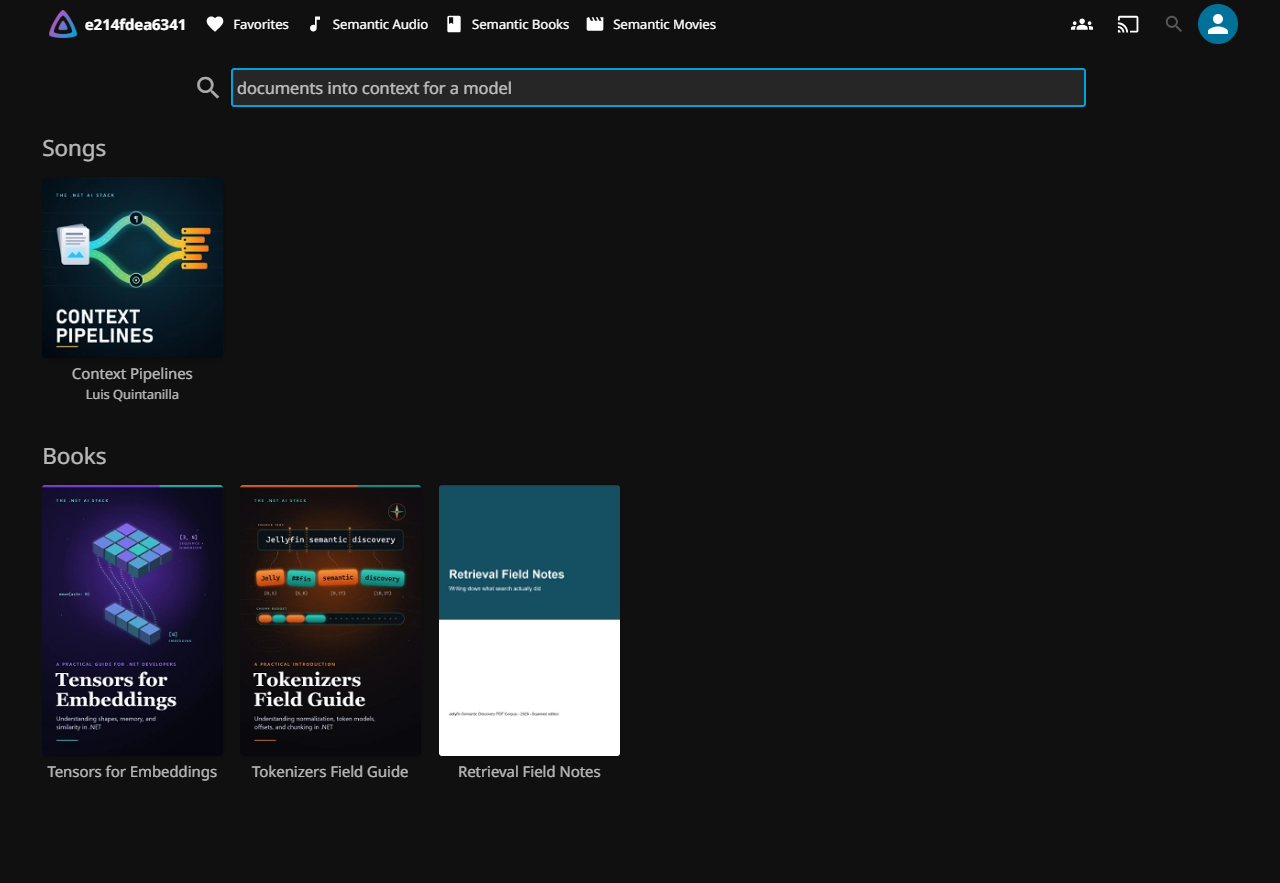 e214fdea6341
Favorites
Semantic Audio
Semantic Books
Semantic Movies
documents into context for a model
Songs
THE .NET AI STACK
CONTEXT
PIPELINES
Context Pipelines
Luis Quintanilla
Books
THE .NET AI STACK
A PRACTICAL GUIDE FOR .NET DEVELOPERS
Tensors for
Embeddings
Understanding shapes, memory, and
similarity in .NET
Tensors for Embeddings
THE .NET AI STACK
Jellyfin semantic discovery
Jelly
##fin
semantic
discovery
A PRACTICAL INTRODUCTION
Tokenizers
Field Guide
Understanding normalization, token models,
offsets, and chunking in .NET
Tokenizers Field Guide
Retrieval Field Notes
Writing down what search actually did
Retrieval Field Notes